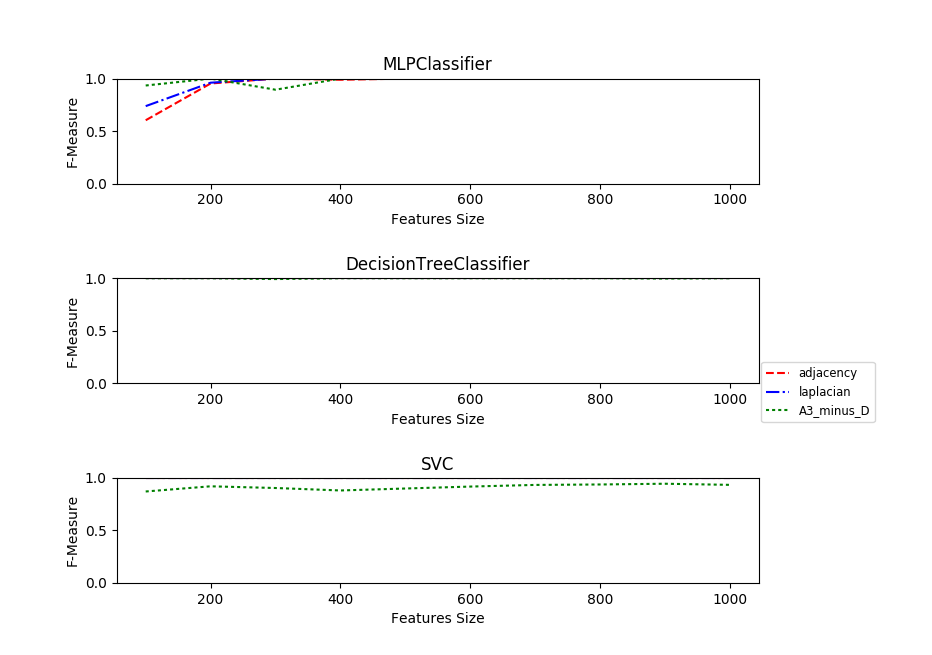 MLPClassifier
1.0
0.5
0.0
F-Measure
200 400 600 800 1000
Features Size
DecisionTreeClassifier
1.0
0.5
0.0
F-Measure
200 400 600 800 1000
Features Size
adjacency
laplacian
A3_minus_D
SVC
1.0
0.5
0.0
F-Measure
200 400 600 800 1000
Features Size